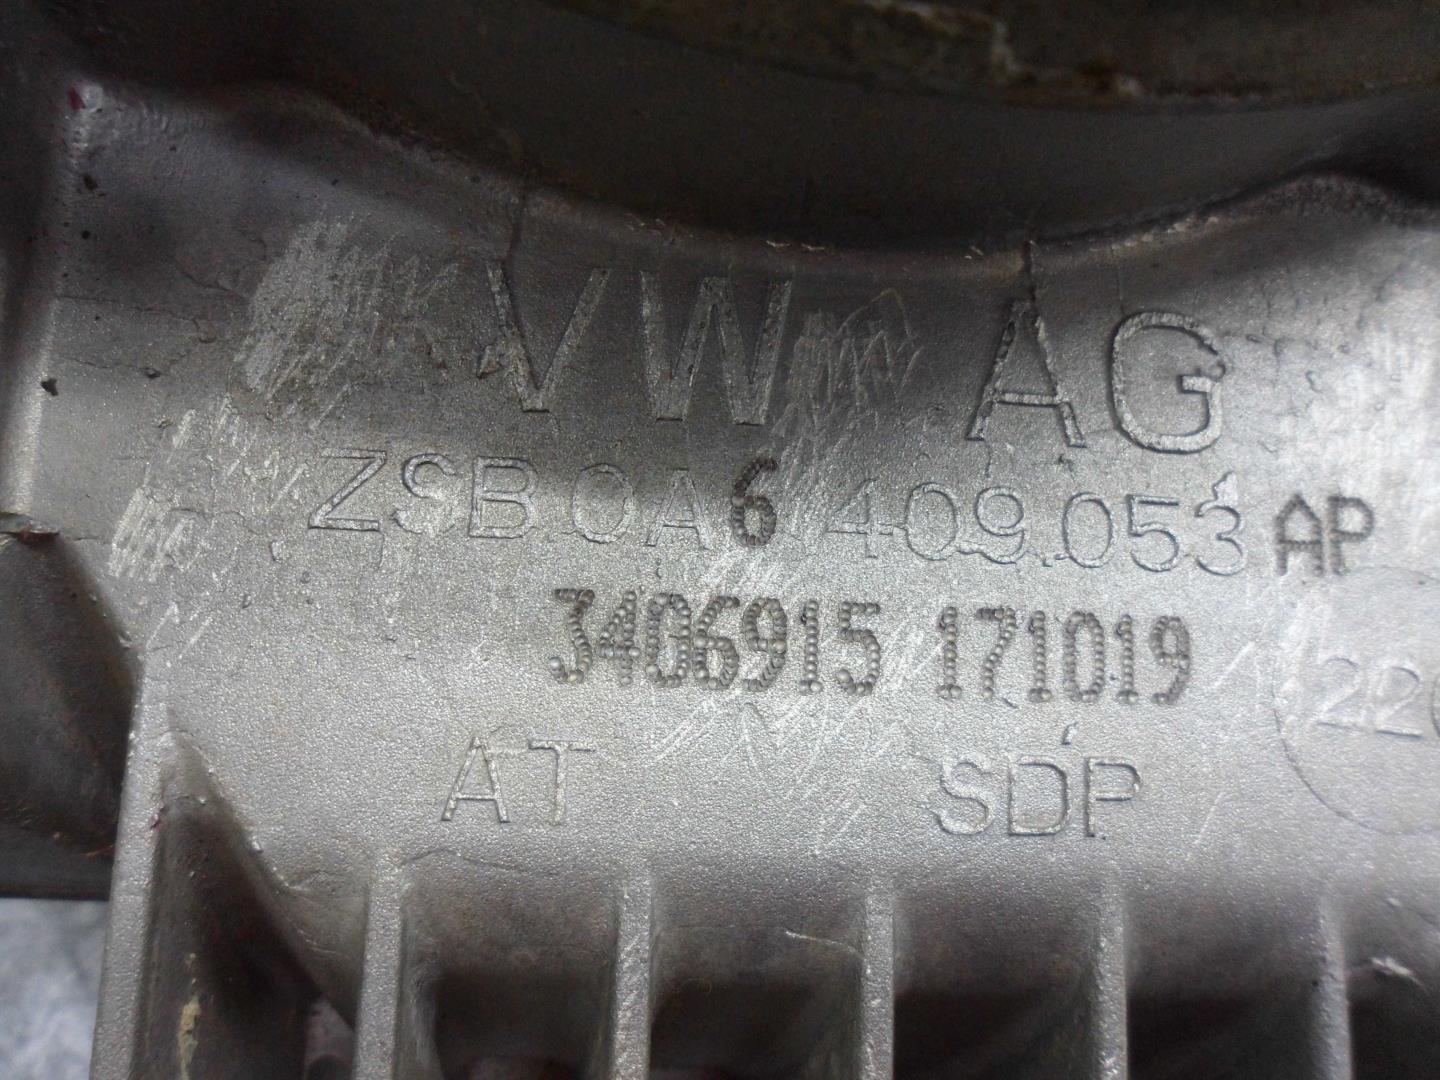 VW AG
ZSB.0A6.409.053 AP
3406915 171019
AT SDP